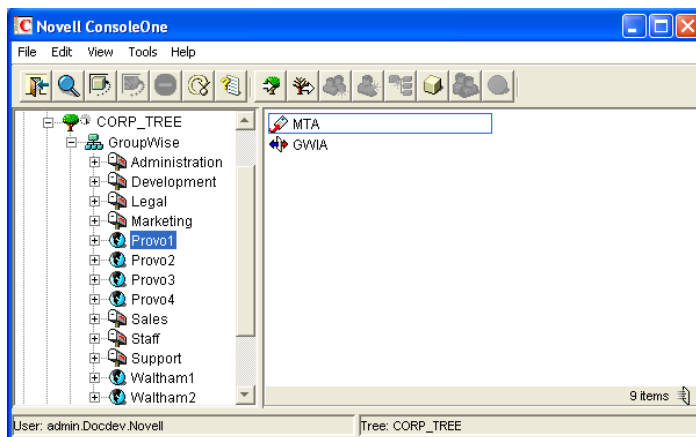 Novell ConsoleOne
File Edit View Tools Help
CORP_TREE
GroupWise
Administration
Development
Legal
Marketing
Provo1
Provo2
Provo3
Provo4
Sales
Staff
Support
Waltham1
Waltham2
MTA
GWIA
9 items
User: admin.Docdev.Novell
Tree: CORP_TREE